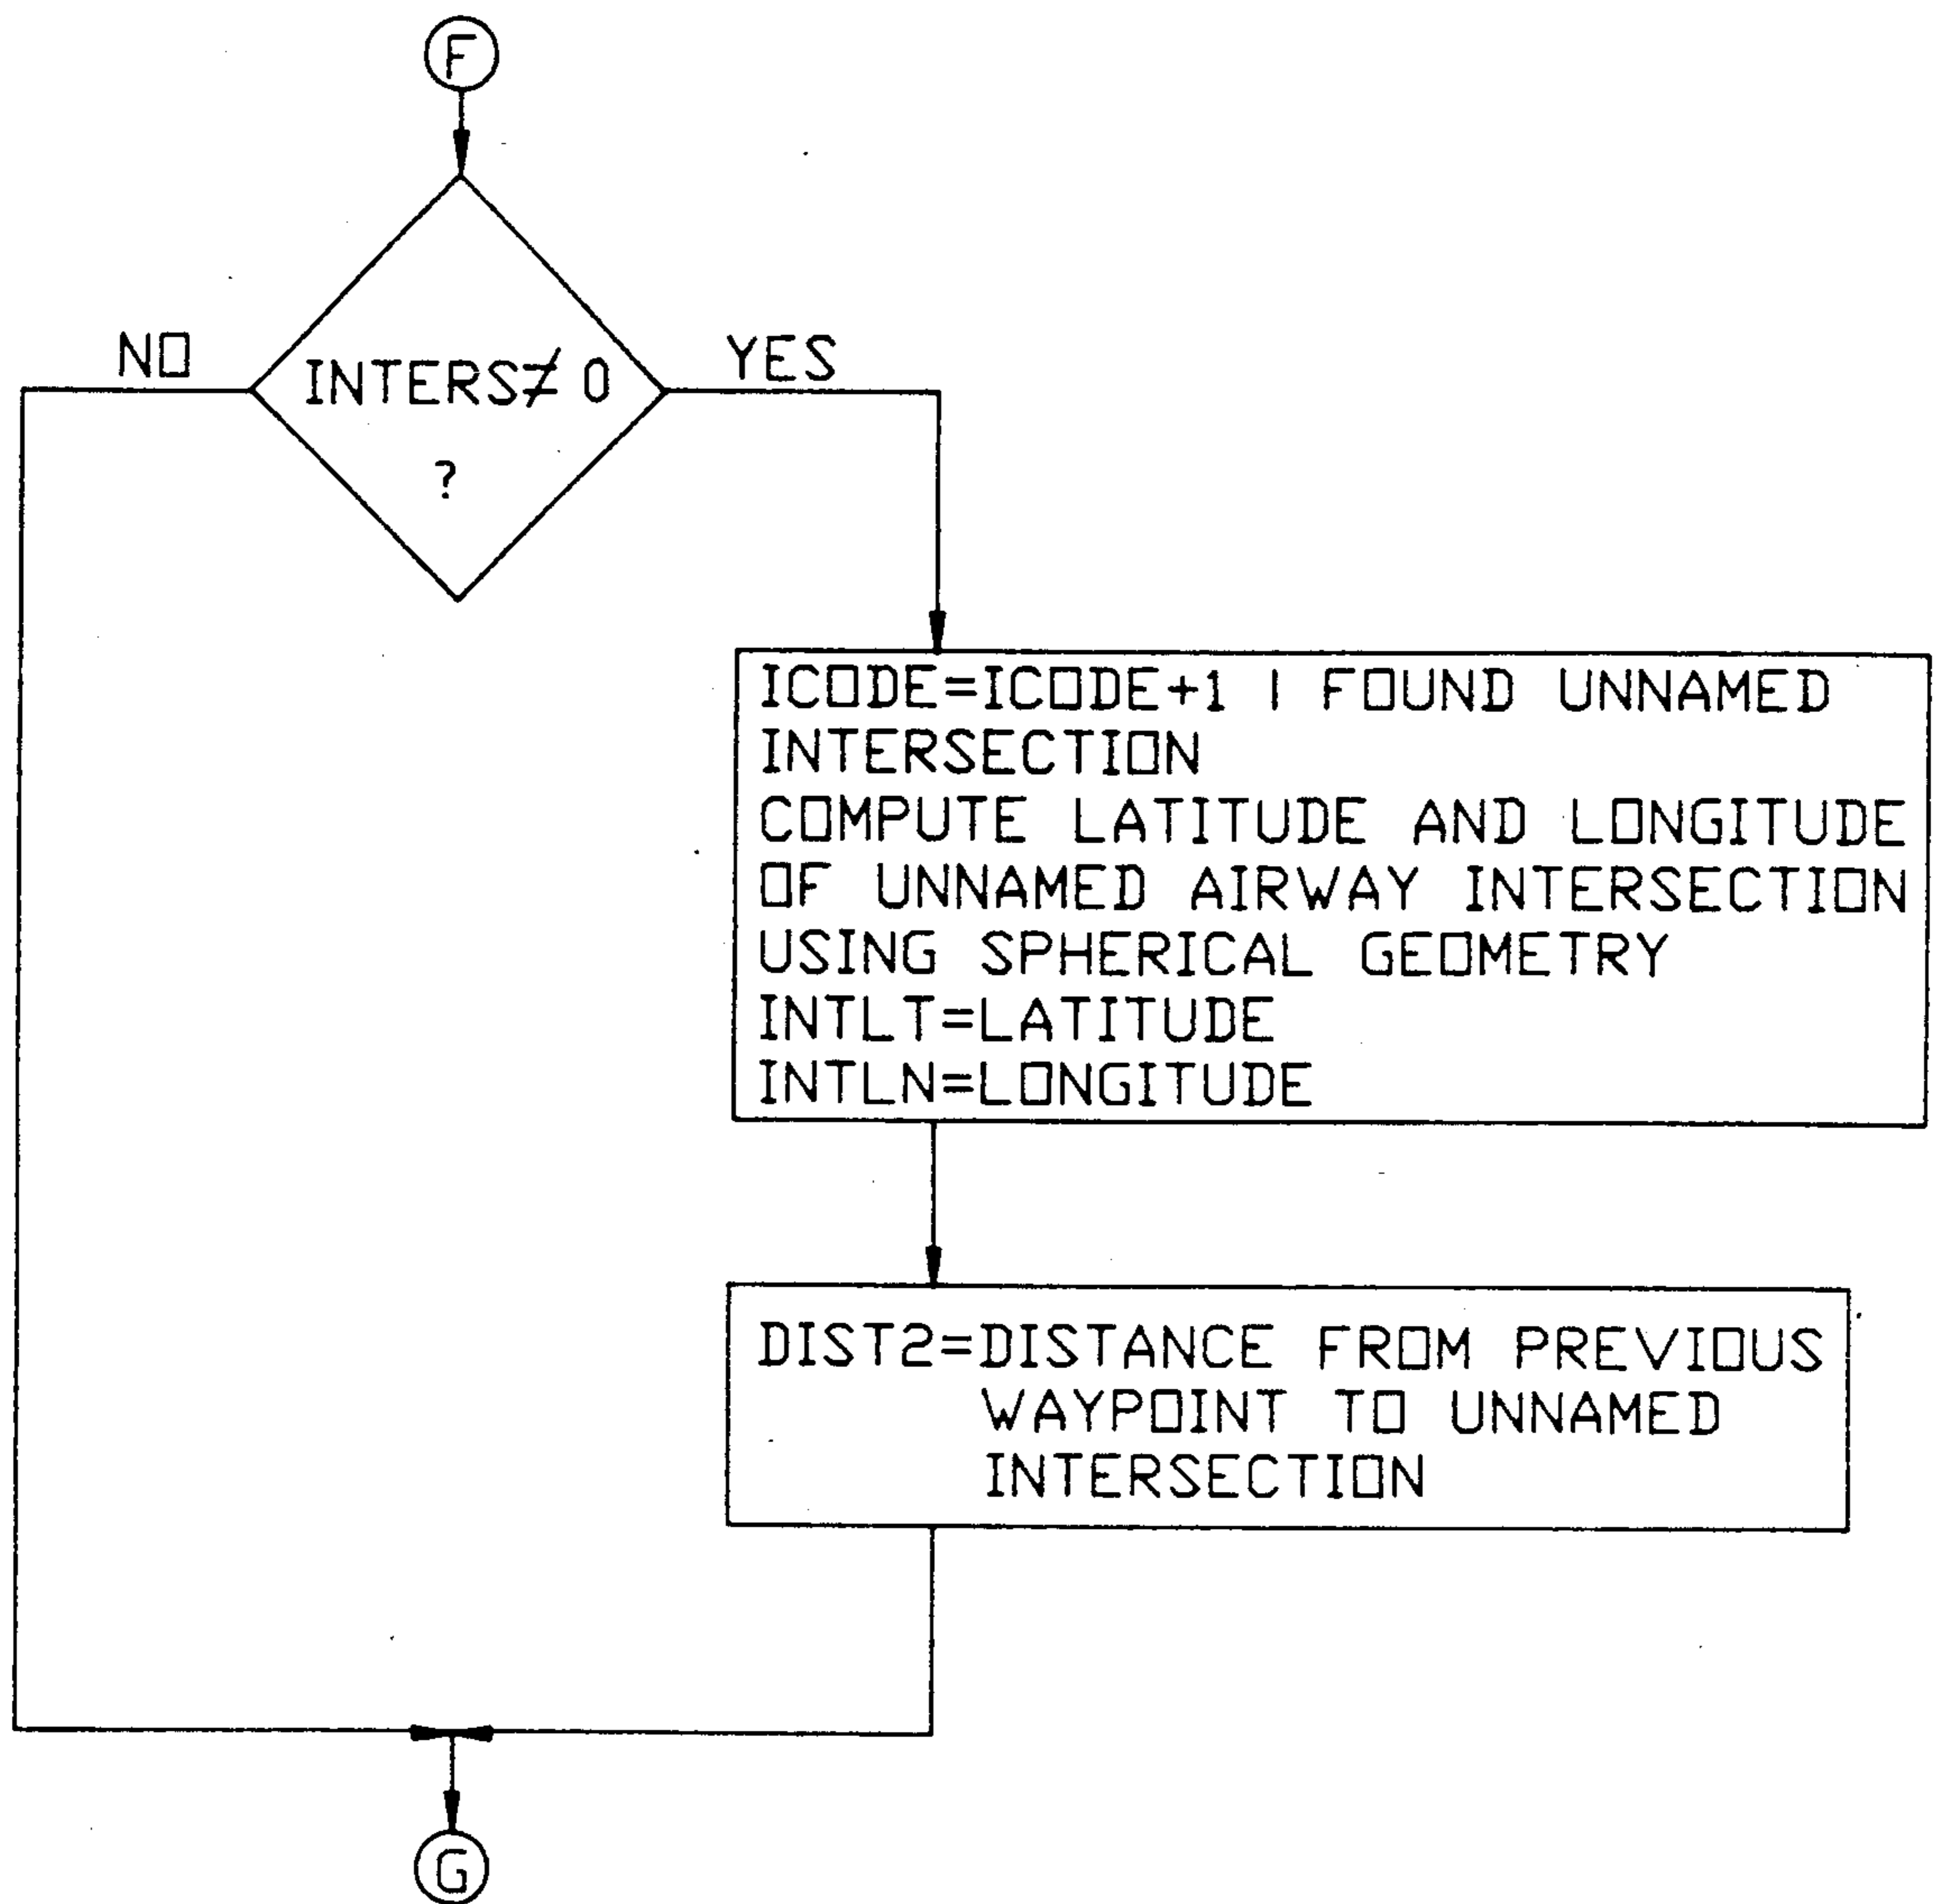 F
NO
INTERS≠ 0
?
YES
ICODE=ICODE+1 | FOUND UNNAMED
INTERSECTION
COMPUTE LATITUDE AND LONGITUDE
OF UNNAMED AIRWAY INTERSECTION
USING SPHERICAL GEOMETRY
INTLT=LATITUDE
INTLN=LONGITUDE
DIST2=DISTANCE FROM PREVIOUS
WAYPOINT TO UNNAMED
INTERSECTION
G